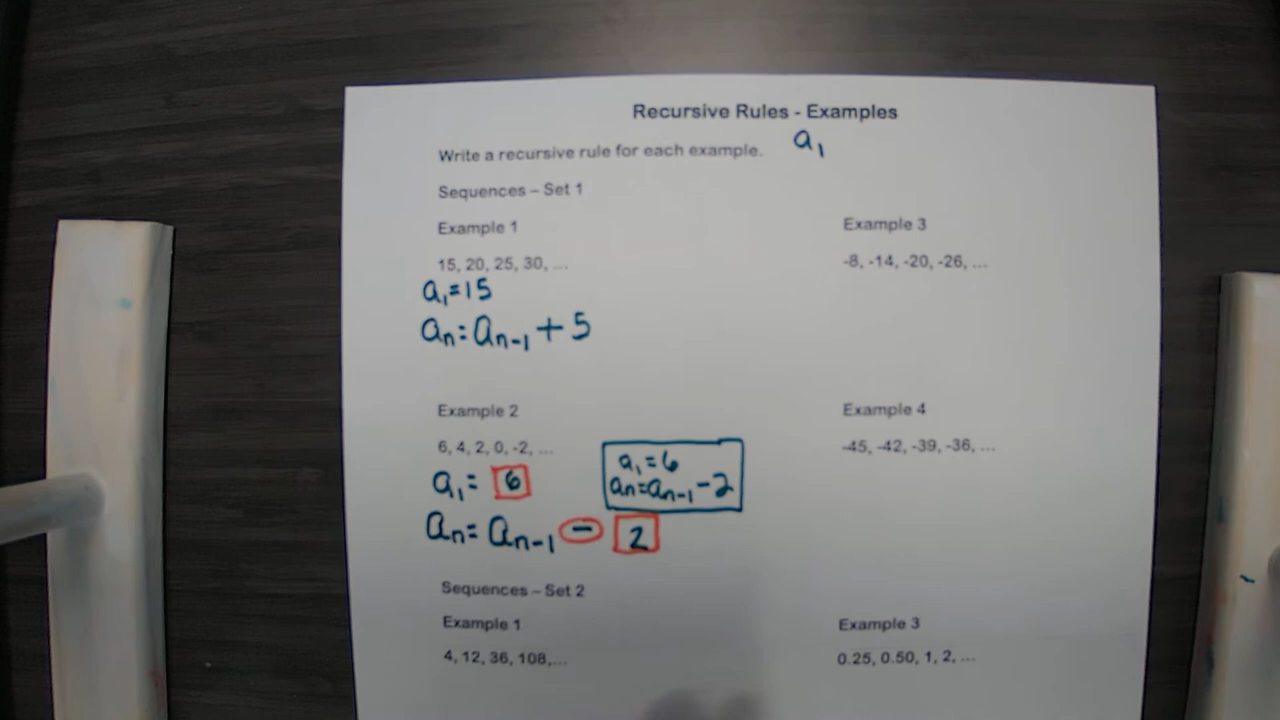 Recursive Rules - Examples
Write a recursive rule for each example. a₁
Sequences – Set 1
Example 1
15, 20, 25, 30, ...
a₁=15
aₙ=aₙ₋₁+5
Example 3
-8, -14, -20, -26, ...
Example 2
6, 4, 2, 0, -2, ...
a₁= 6
aₙ= aₙ₋₁ − 2
a₁=6
aₙ=aₙ₋₁−2
Example 4
-45, -42, -39, -36, ...
Sequences – Set 2
Example 1
4, 12, 36, 108,...
Example 3
0.25, 0.50, 1, 2, ...